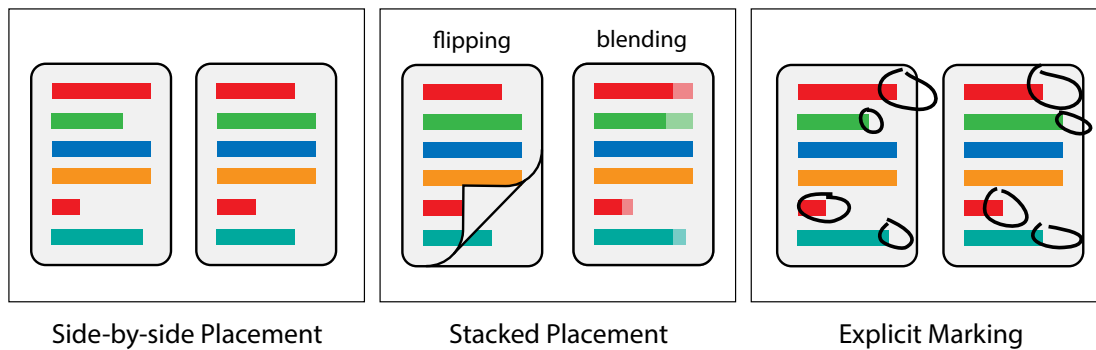 flipping
blending
Side-by-side Placement
Stacked Placement
Explicit Marking